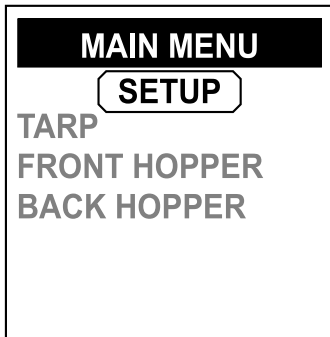 MAIN MENU
SETUP
TARP
FRONT HOPPER
BACK HOPPER